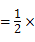 = 1/2 ×